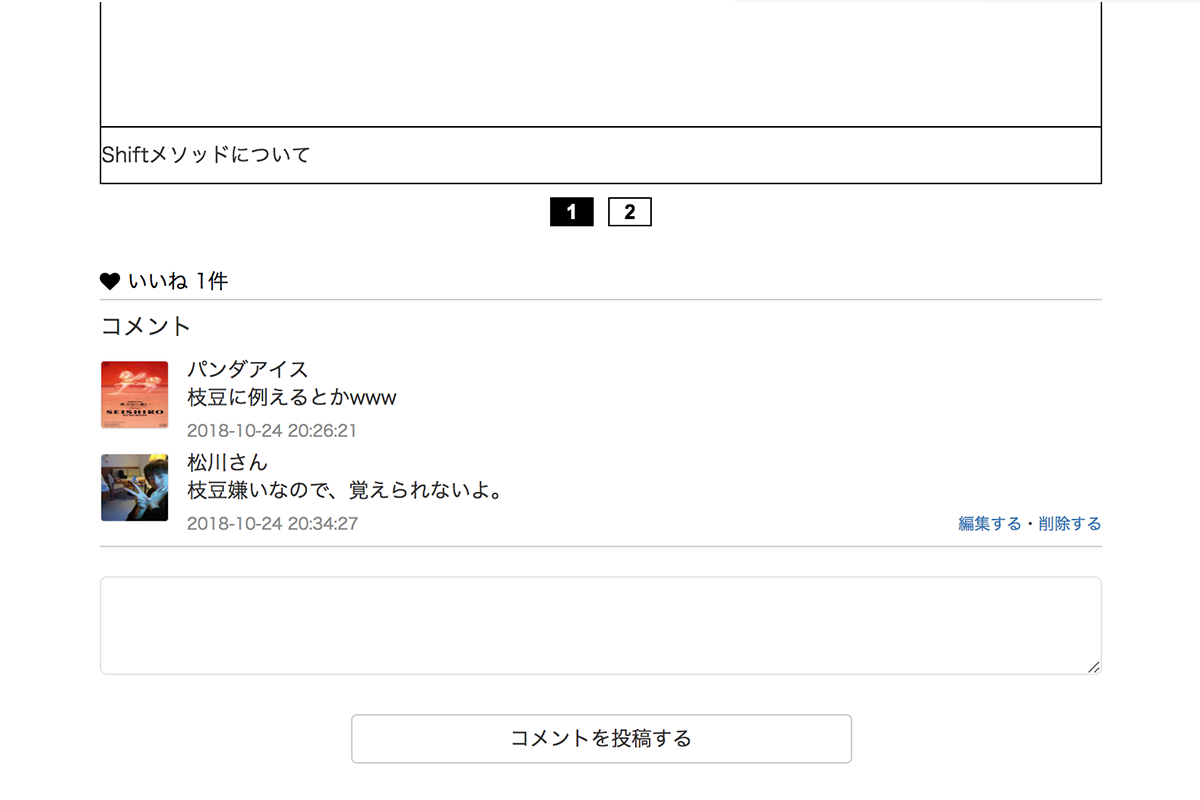 Shiftメソッドについて
1 2
いいね 1件
コメント
パンダアイス
枝豆に例えるとかwww
SEISHIRO
2018-10-24 20:26:21
松川さん
枝豆嫌いなので、覚えられないよ。
2018-10-24 20:34:27 編集する・削除する
コメントを投稿する